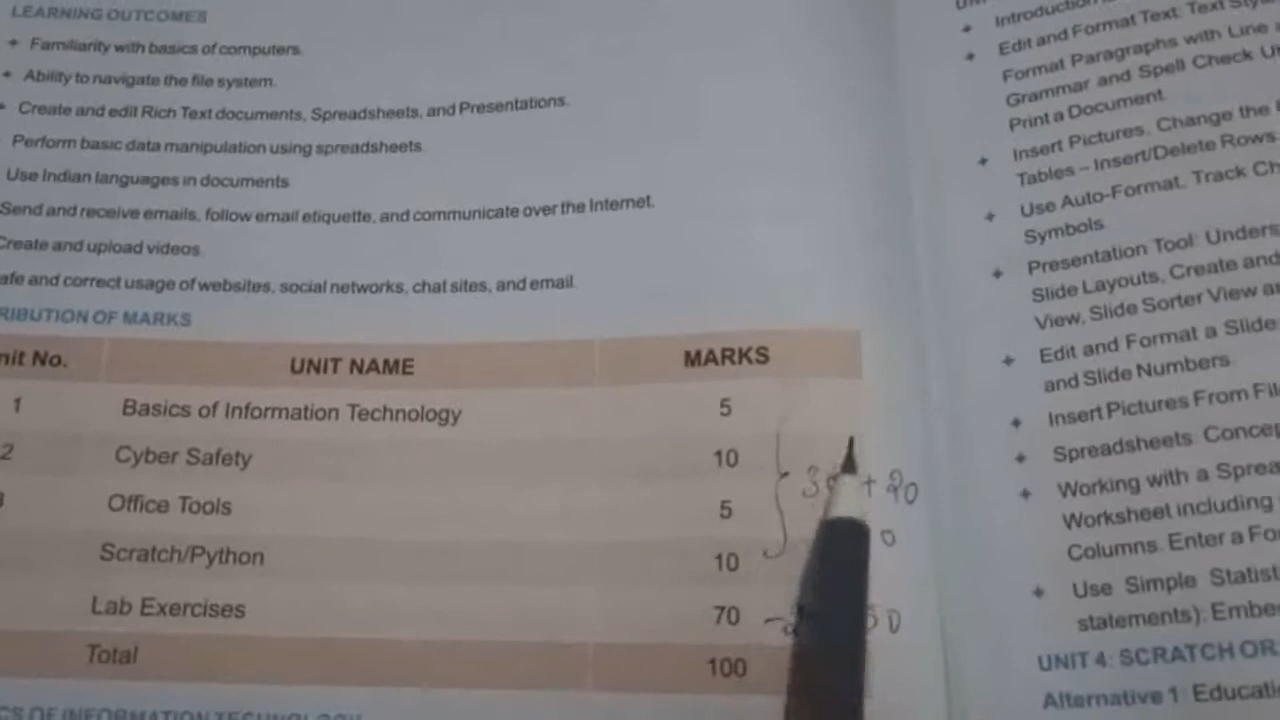 LEARNING OUTCOMES
+ Familiarity with basics of computers.
+ Ability to navigate the file system.
+ Create and edit Rich Text documents, Spreadsheets, and Presentations.
Perform basic data manipulation using spreadsheets
Use Indian languages in documents
Send and receive emails, follow email etiquette, and communicate over the Internet.
Create and upload videos.
afe and correct usage of websites, social networks, chat sites, and email.
RIBUTION OF MARKS
nit No. UNIT NAME MARKS
1 Basics of Information Technology 5
2 Cyber Safety 10
Office Tools 5
Scratch/Python 10
Lab Exercises 70
Total 100
+ 20
0
CS OF INFORMATION TECHNOLOGY
+ Introduction
+ Edit and Format Text: Text Sty
Format Paragraphs with Line
Grammar and Spell Check
Print a Document.
+ Insert Pictures, Change the
Tables – Insert/Delete Rows
+ Use Auto-Format, Track Ch
Symbols.
+ Presentation Tool: Unders
Slide Layouts, Create and
View, Slide Sorter View a
+ Edit and Format a Slide
and Slide Numbers.
+ Insert Pictures From Fil
+ Spreadsheets: Concep
+ Working with a Sprea
Worksheet including
Columns, Enter a Fo
+ Use Simple Statist
statements): Embe
UNIT 4: SCRATCH OR
Alternative 1: Educati